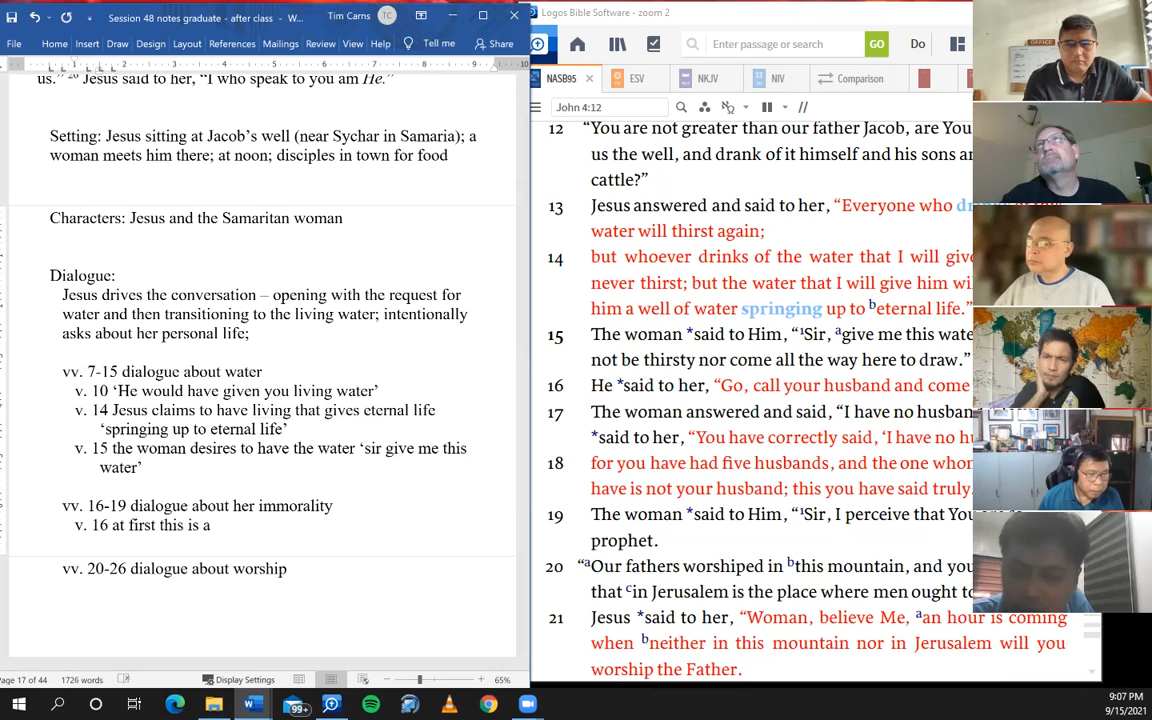 Session 48 notes graduate - after class - W...
Tim Carns
TC
File Home Insert Draw Design Layout References Mailings Review View Help Tell me Share
us.” 26 Jesus said to her, “I who speak to you am He.”
Setting: Jesus sitting at Jacob’s well (near Sychar in Samaria); a
woman meets him there; at noon; disciples in town for food
Characters: Jesus and the Samaritan woman
Dialogue:
Jesus drives the conversation – opening with the request for
water and then transitioning to the living water; intentionally
asks about her personal life;
vv. 7-15 dialogue about water
v. 10 ‘He would have given you living water’
v. 14 Jesus claims to have living that gives eternal life
‘springing up to eternal life’
v. 15 the woman desires to have the water ‘sir give me this
water’
vv. 16-19 dialogue about her immorality
v. 16 at first this is a
vv. 20-26 dialogue about worship
Page 17 of 44 1726 words Display Settings 65%
Logos Bible Software - zoom 2
Enter passage or search GO Do
NASB95 ESV NKJV NIV Comparison
John 4:12
12 “You are not greater than our father Jacob, are You
us the well, and drank of it himself and his sons
cattle?”
13 Jesus answered and said to her, “Everyone who
water will thirst again;
14 but whoever drinks of the water that I will give
never thirst; but the water that I will give him
him a well of water springing up to b eternal life.”
15 The woman *said to Him, “1Sir, a give me this
not be thirsty nor come all the way here to draw.”
16 He *said to her, “Go, call your husband and come
17 The woman answered and said, “I have no
*said to her, “You have correctly said, ‘I have no
18 for you have had five husbands, and the one
have is not your husband; this you have said truly.
19 The woman *said to Him, “1Sir, I perceive that
prophet.
20 “a Our fathers worshiped in b this mountain, and
that c in Jerusalem is the place where men ought
21 Jesus *said to her, “Woman, believe Me, a an hour is coming
when b neither in this mountain nor in Jerusalem will you
worship the Father.
OFFICE
99+
9:07 PM
9/15/2021